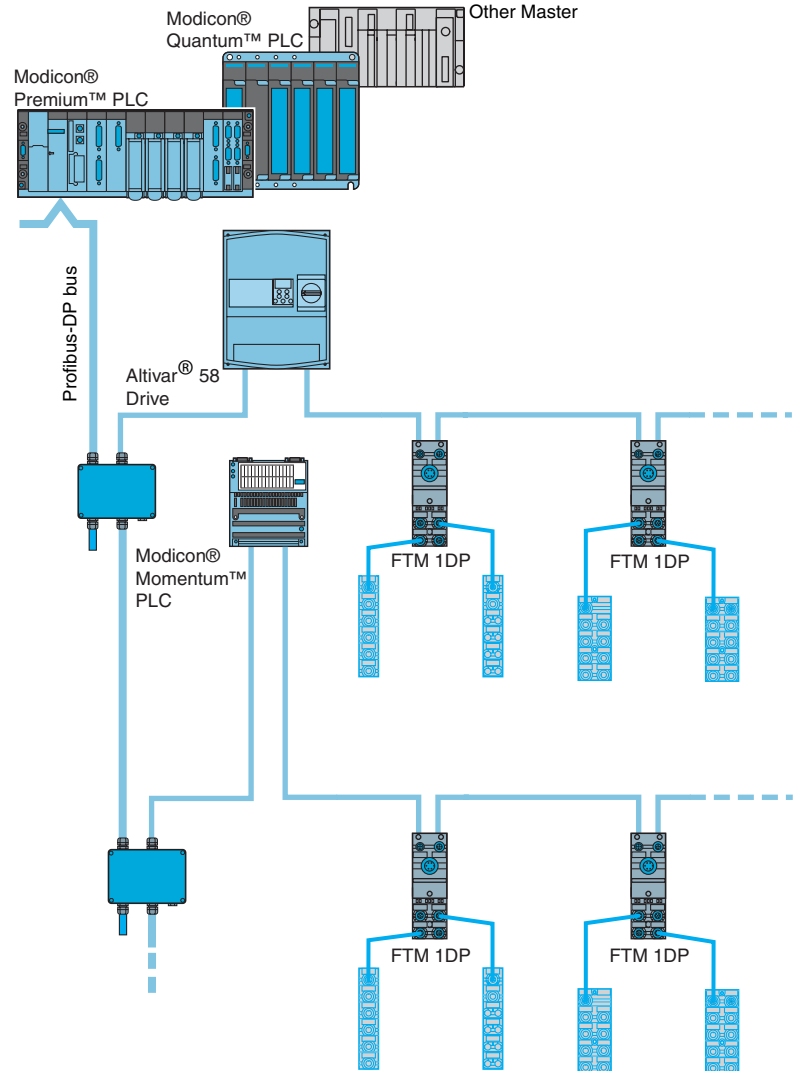 Other Master
Modicon®
Quantum™ PLC
Modicon®
Premium™ PLC
Profibus-DP bus
Altivar® 58
Drive
Modicon®
Momentum™
PLC
FTM 1DP
FTM 1DP
FTM 1DP
FTM 1DP